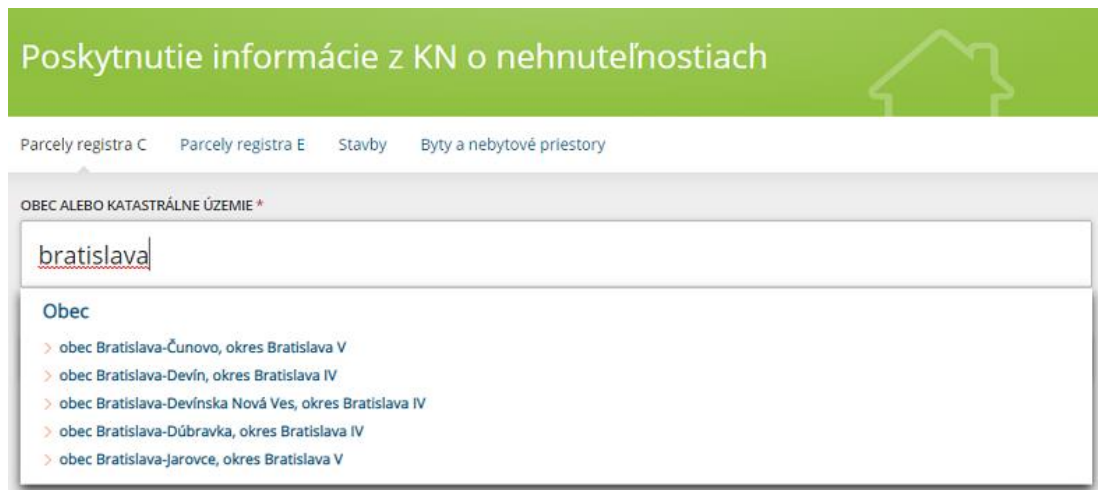 Poskytnutie informácie z KN o nehnuteľnostiach
Parcely registra C Parcely registra E Stavby Byty a nebytové priestory
OBEC ALEBO KATASTRÁLNE ÚZEMIE *
bratislava
Obec
> obec Bratislava-Čunovo, okres Bratislava V
> obec Bratislava-Devín, okres Bratislava IV
> obec Bratislava-Devínska Nová Ves, okres Bratislava IV
> obec Bratislava-Dúbravka, okres Bratislava IV
> obec Bratislava-Jarovce, okres Bratislava V